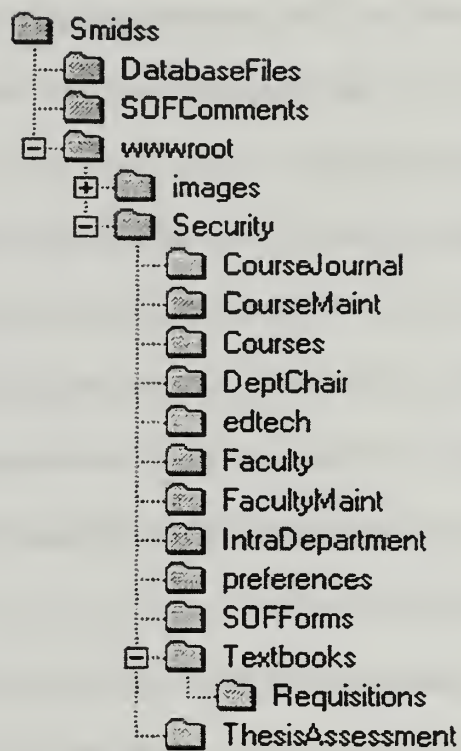 Smidss
DatabaseFiles
SOFComments
wwwroot
images
Security
CourseJournal
CourseMaint
Courses
DeptChair
edtech
Faculty
FacultyMaint
IntraDepartment
preferences
SOFForms
Textbooks
Requisitions
ThesisAssessment